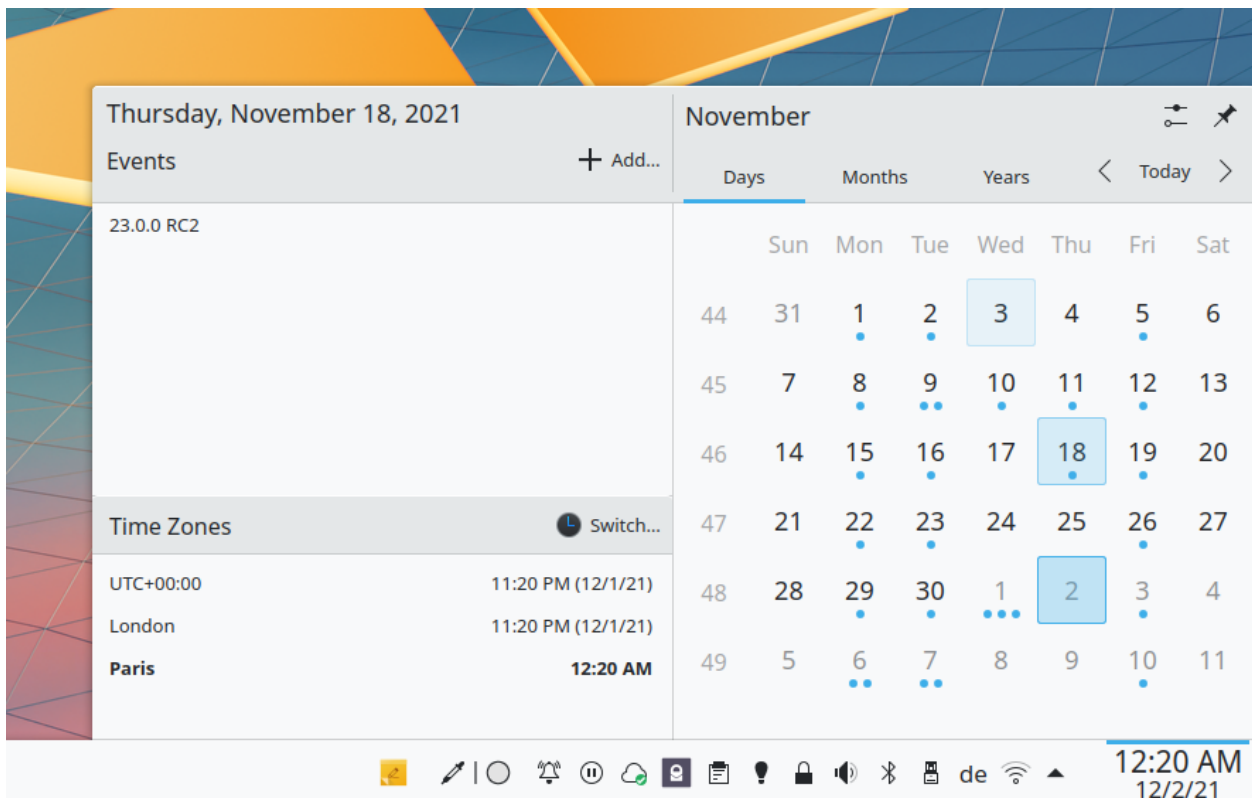 Thursday, November 18, 2021
Events
Add...
23.0.0 RC2
Time Zones
Switch...
UTC+00:00 11:20 PM (12/1/21)
London 11:20 PM (12/1/21)
Paris 12:20 AM
November
Days Months Years Today
Sun Mon Tue Wed Thu Fri Sat
44 31 1 2 3 4 5 6
45 7 8 9 10 11 12 13
46 14 15 16 17 18 19 20
47 21 22 23 24 25 26 27
48 28 29 30 1 2 3 4
49 5 6 7 8 9 10 11
de
12:20 AM
12/2/21